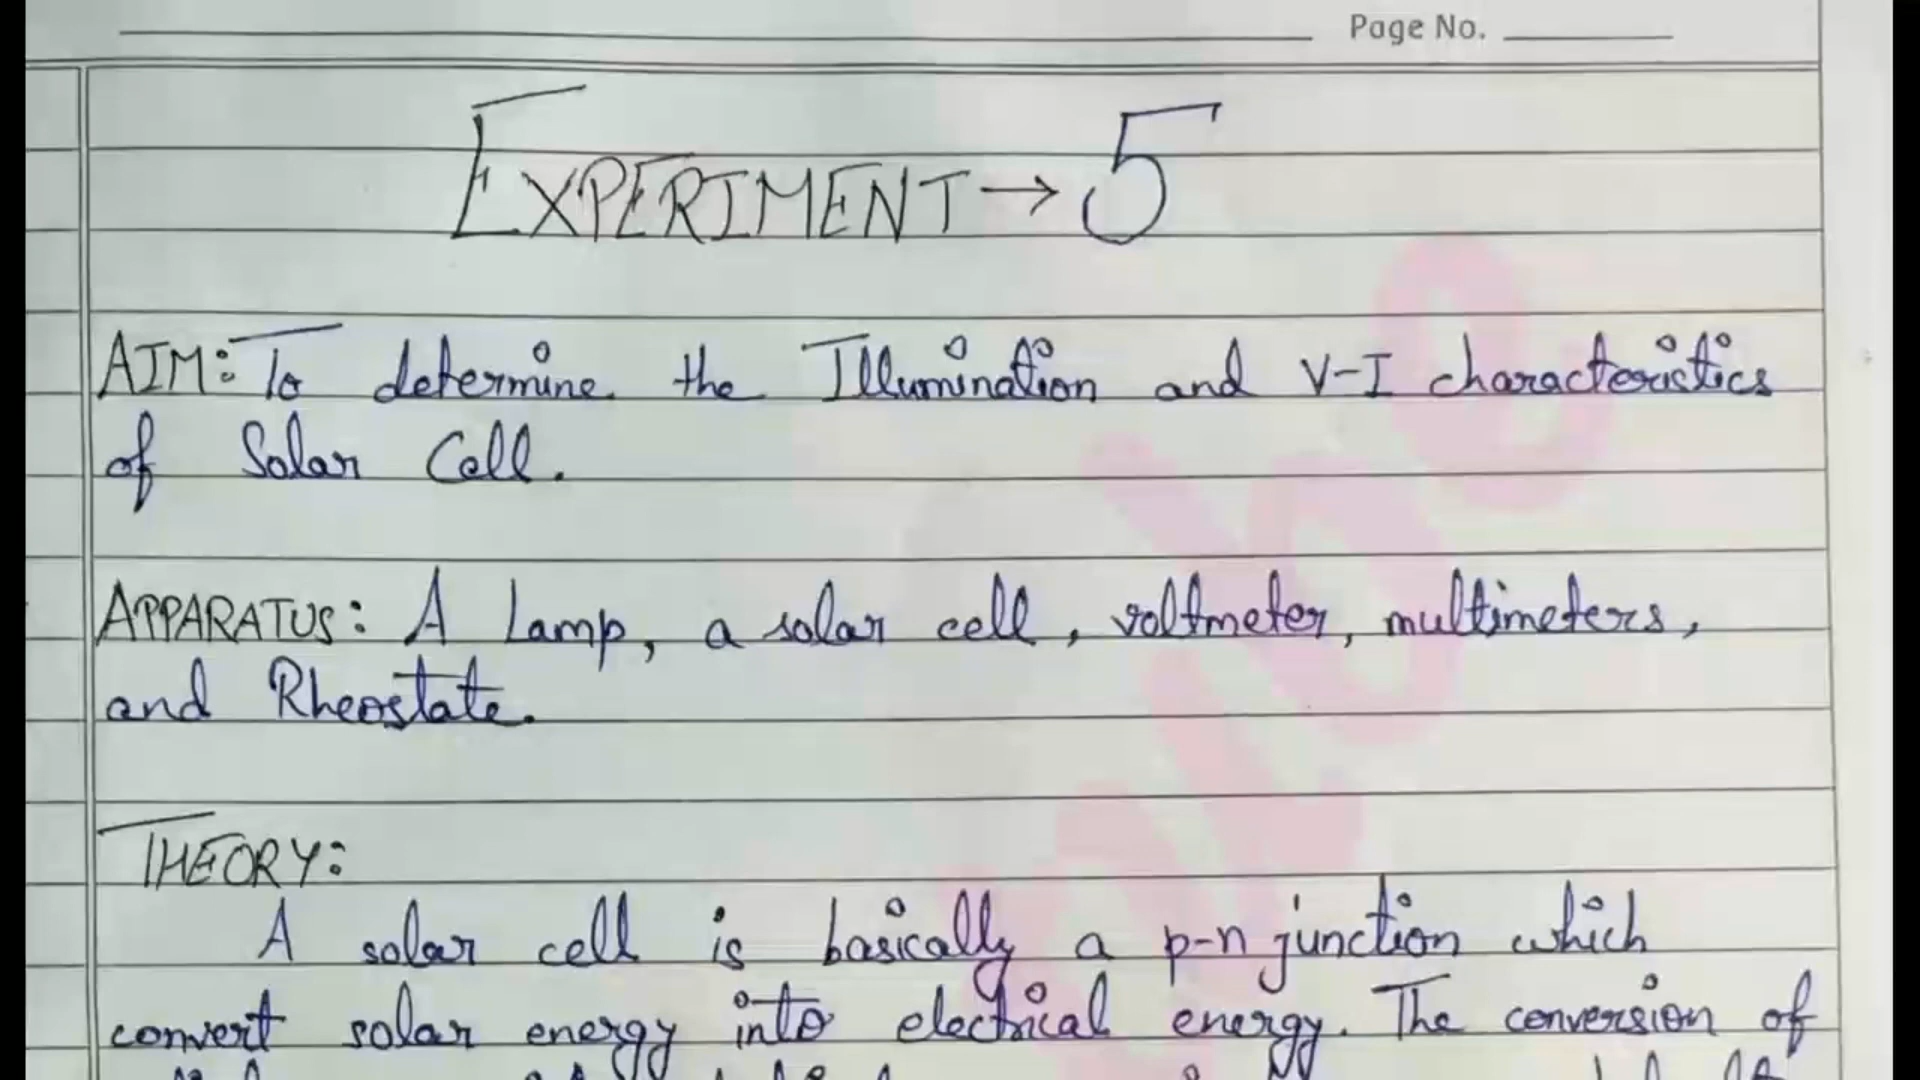 Page No.
EXPERIMENT → 5
AIM: To determine the Illumination and V-I characteristics
of Solar Cell.
APPARATUS: A Lamp, a solar cell, voltmeter, multimeters,
and Rheostate.
THEORY:
A solar cell is basically a p-n junction which
convert solar energy into electrical energy. The conversion of